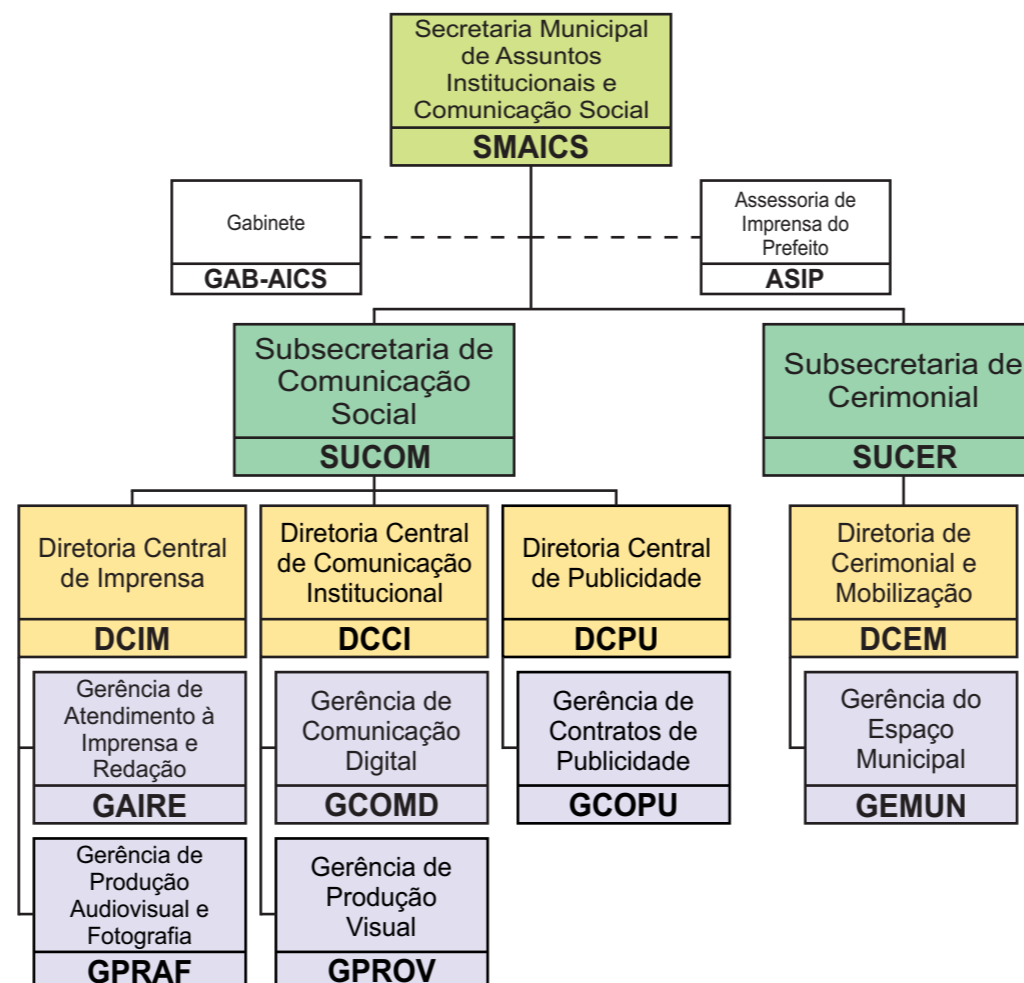 Secretaria Municipal
de Assuntos
Institucionais e
Comunicação Social
SMAICS
Gabinete
GAB-AICS
Assessoria de
Imprensa do
Prefeito
ASIP
Subsecretaria de
Comunicação
Social
SUCOM
Subsecretaria de
Cerimonial
SUCER
Diretoria Central
de Imprensa
DCIM
Diretoria Central
de Comunicação
Institucional
DCCI
Diretoria Central
de Publicidade
DCPU
Diretoria de
Cerimonial e
Mobilização
DCEM
Gerência de
Atendimento à
Imprensa e
Redação
GAIRE
Gerência de
Comunicação
Digital
GCOMD
Gerência de
Contratos de
Publicidade
GCOPU
Gerência do
Espaço
Municipal
GEMUN
Gerência de
Produção
Audiovisual e
Fotografia
GPRAF
Gerência de
Produção
Visual
GPROV